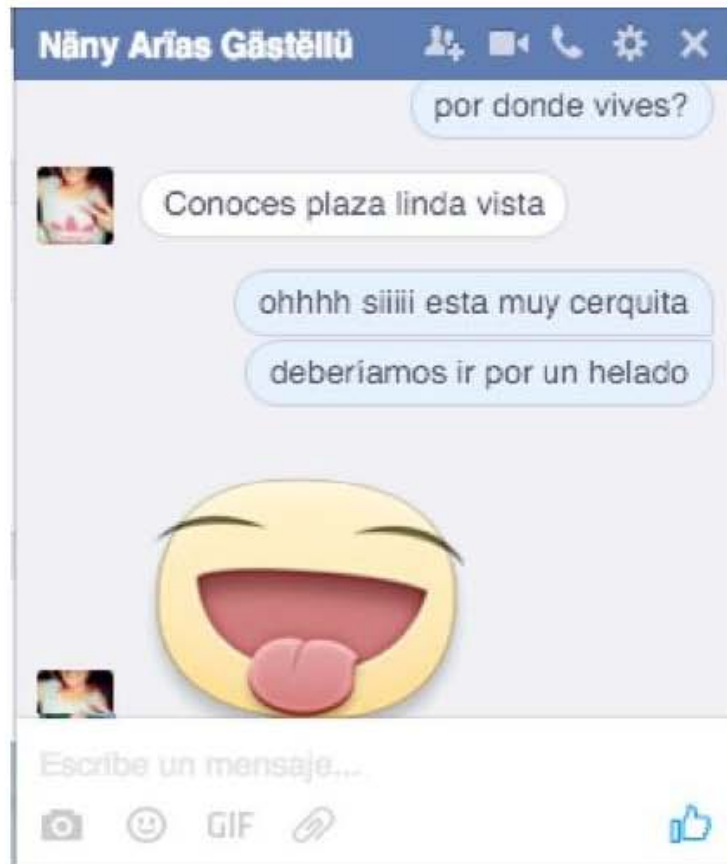 Näny Arïas Gästëllü
por donde vives?
Conoces plaza linda vista
ohhhh siiiii esta muy cerquita
deberíamos ir por un helado
Escribe un mensaje...
GIF